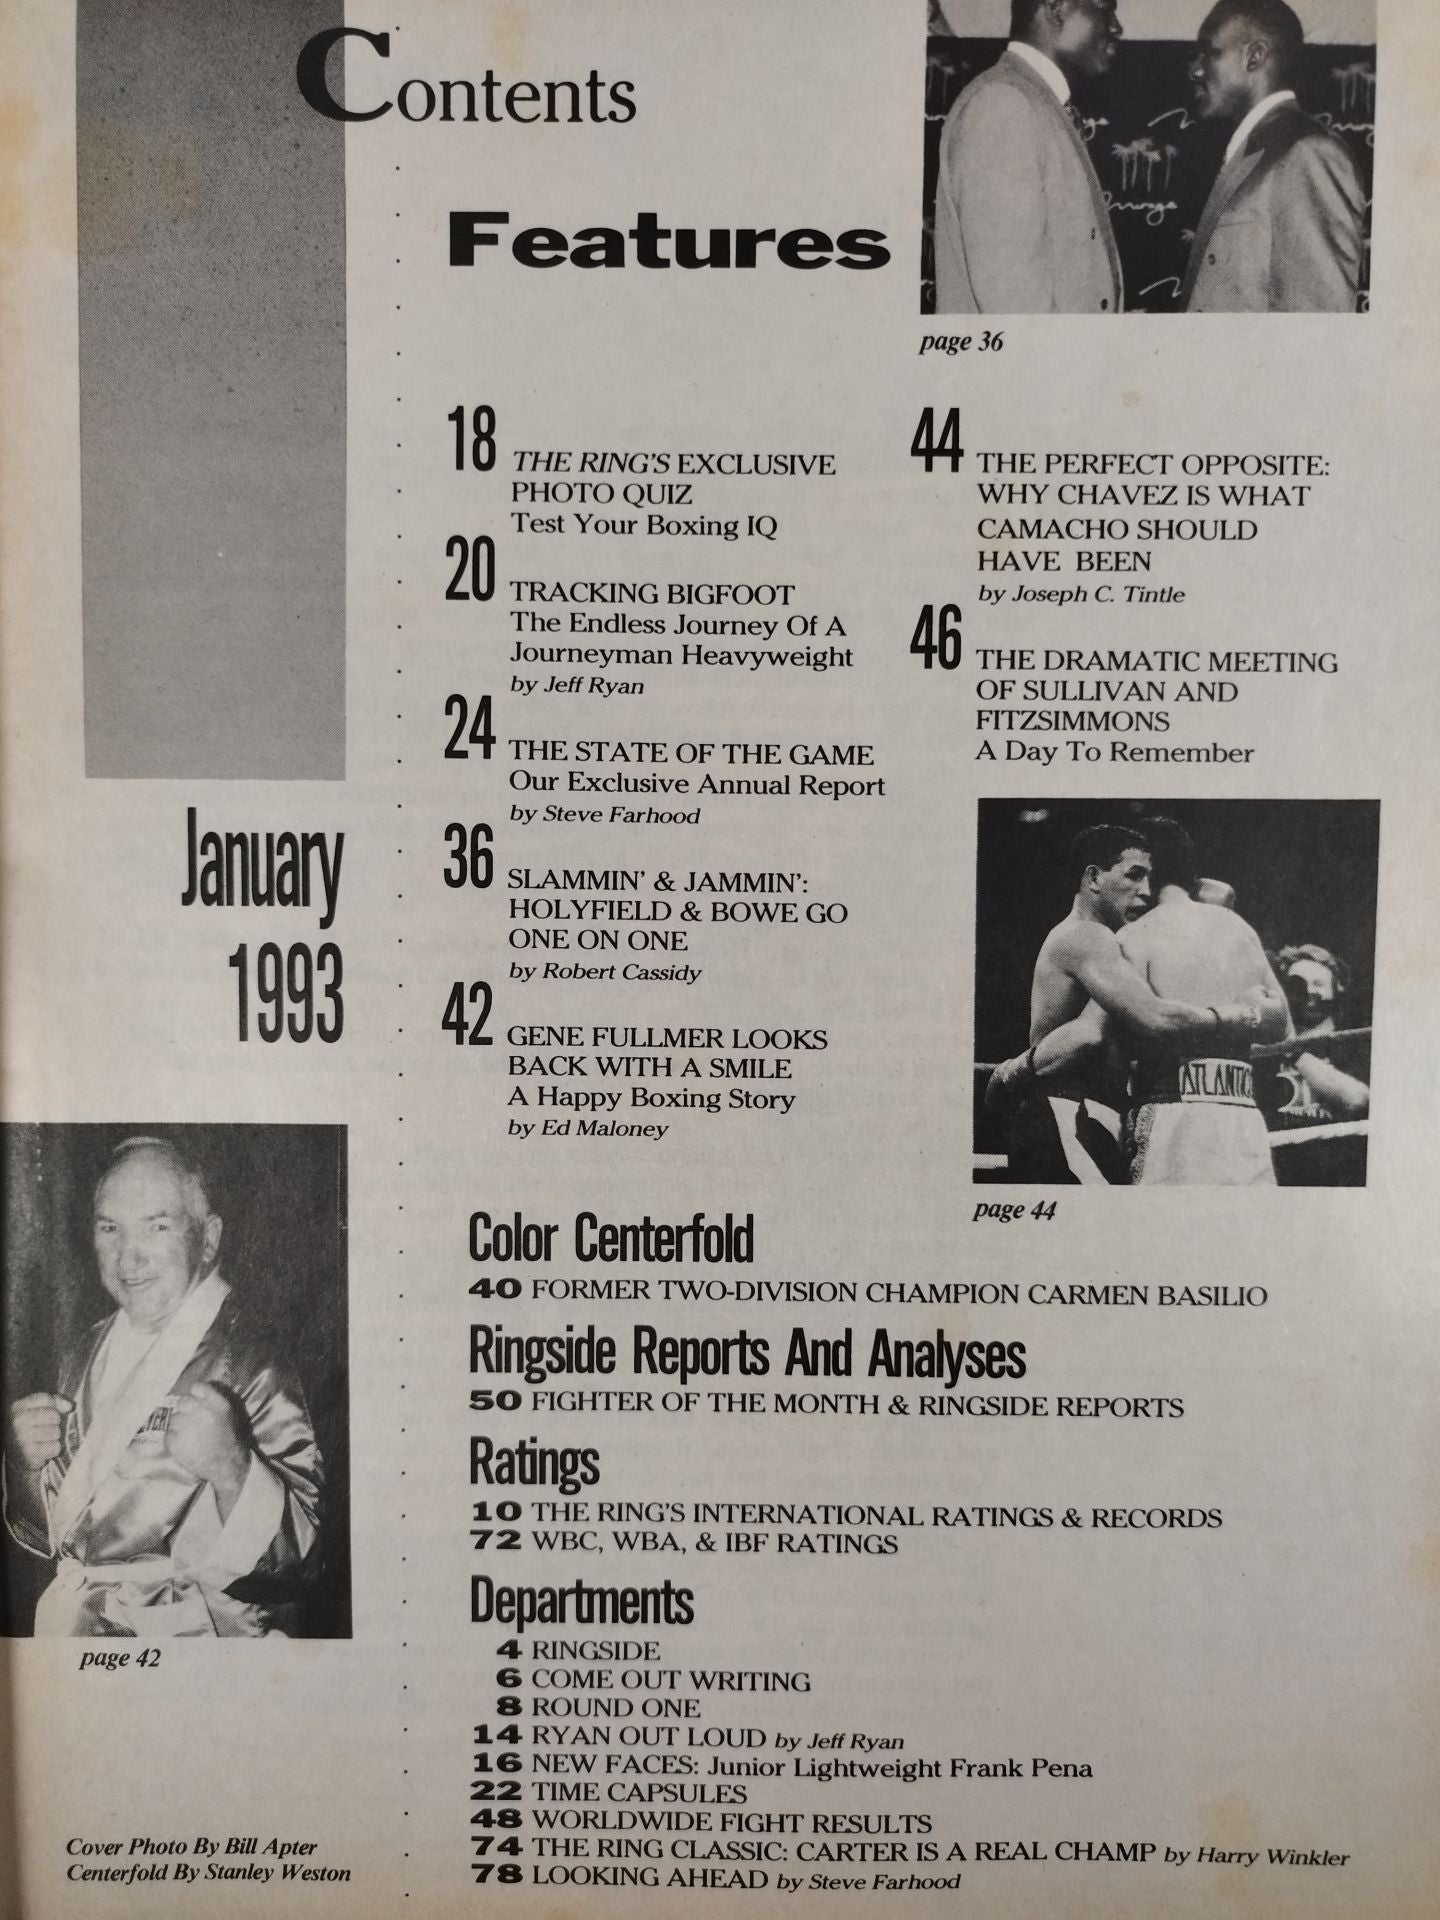 Contents
Features
page 36
18
THE RING'S EXCLUSIVE
PHOTO QUIZ
Test Your Boxing IQ
20
TRACKING BIGFOOT
The Endless Journey Of A
Journeyman Heavyweight
by Jeff Ryan
24
THE STATE OF THE GAME
Our Exclusive Annual Report
by Steve Farhood
36
SLAMMIN' & JAMMIN':
HOLYFIELD & BOWE GO
ONE ON ONE
by Robert Cassidy
42
GENE FULLMER LOOKS
BACK WITH A SMILE
A Happy Boxing Story
by Ed Maloney
44
THE PERFECT OPPOSITE:
WHY CHAVEZ IS WHAT
CAMACHO SHOULD
HAVE BEEN
by Joseph C. Tintle
46
THE DRAMATIC MEETING
OF SULLIVAN AND
FITZSIMMONS
A Day To Remember
ATLANTIC
page 44
January
1993
page 42
Color Centerfold
40 FORMER TWO-DIVISION CHAMPION CARMEN BASILIO
Ringside Reports And Analyses
50 FIGHTER OF THE MONTH & RINGSIDE REPORTS
Ratings
10 THE RING'S INTERNATIONAL RATINGS & RECORDS
72 WBC, WBA, & IBF RATINGS
Departments
4 RINGSIDE
6 COME OUT WRITING
8 ROUND ONE
14 RYAN OUT LOUD by Jeff Ryan
16 NEW FACES: Junior Lightweight Frank Pena
22 TIME CAPSULES
48 WORLDWIDE FIGHT RESULTS
74 THE RING CLASSIC: CARTER IS A REAL CHAMP by Harry Winkler
78 LOOKING AHEAD by Steve Farhood
Cover Photo By Bill Apter
Centerfold By Stanley Weston